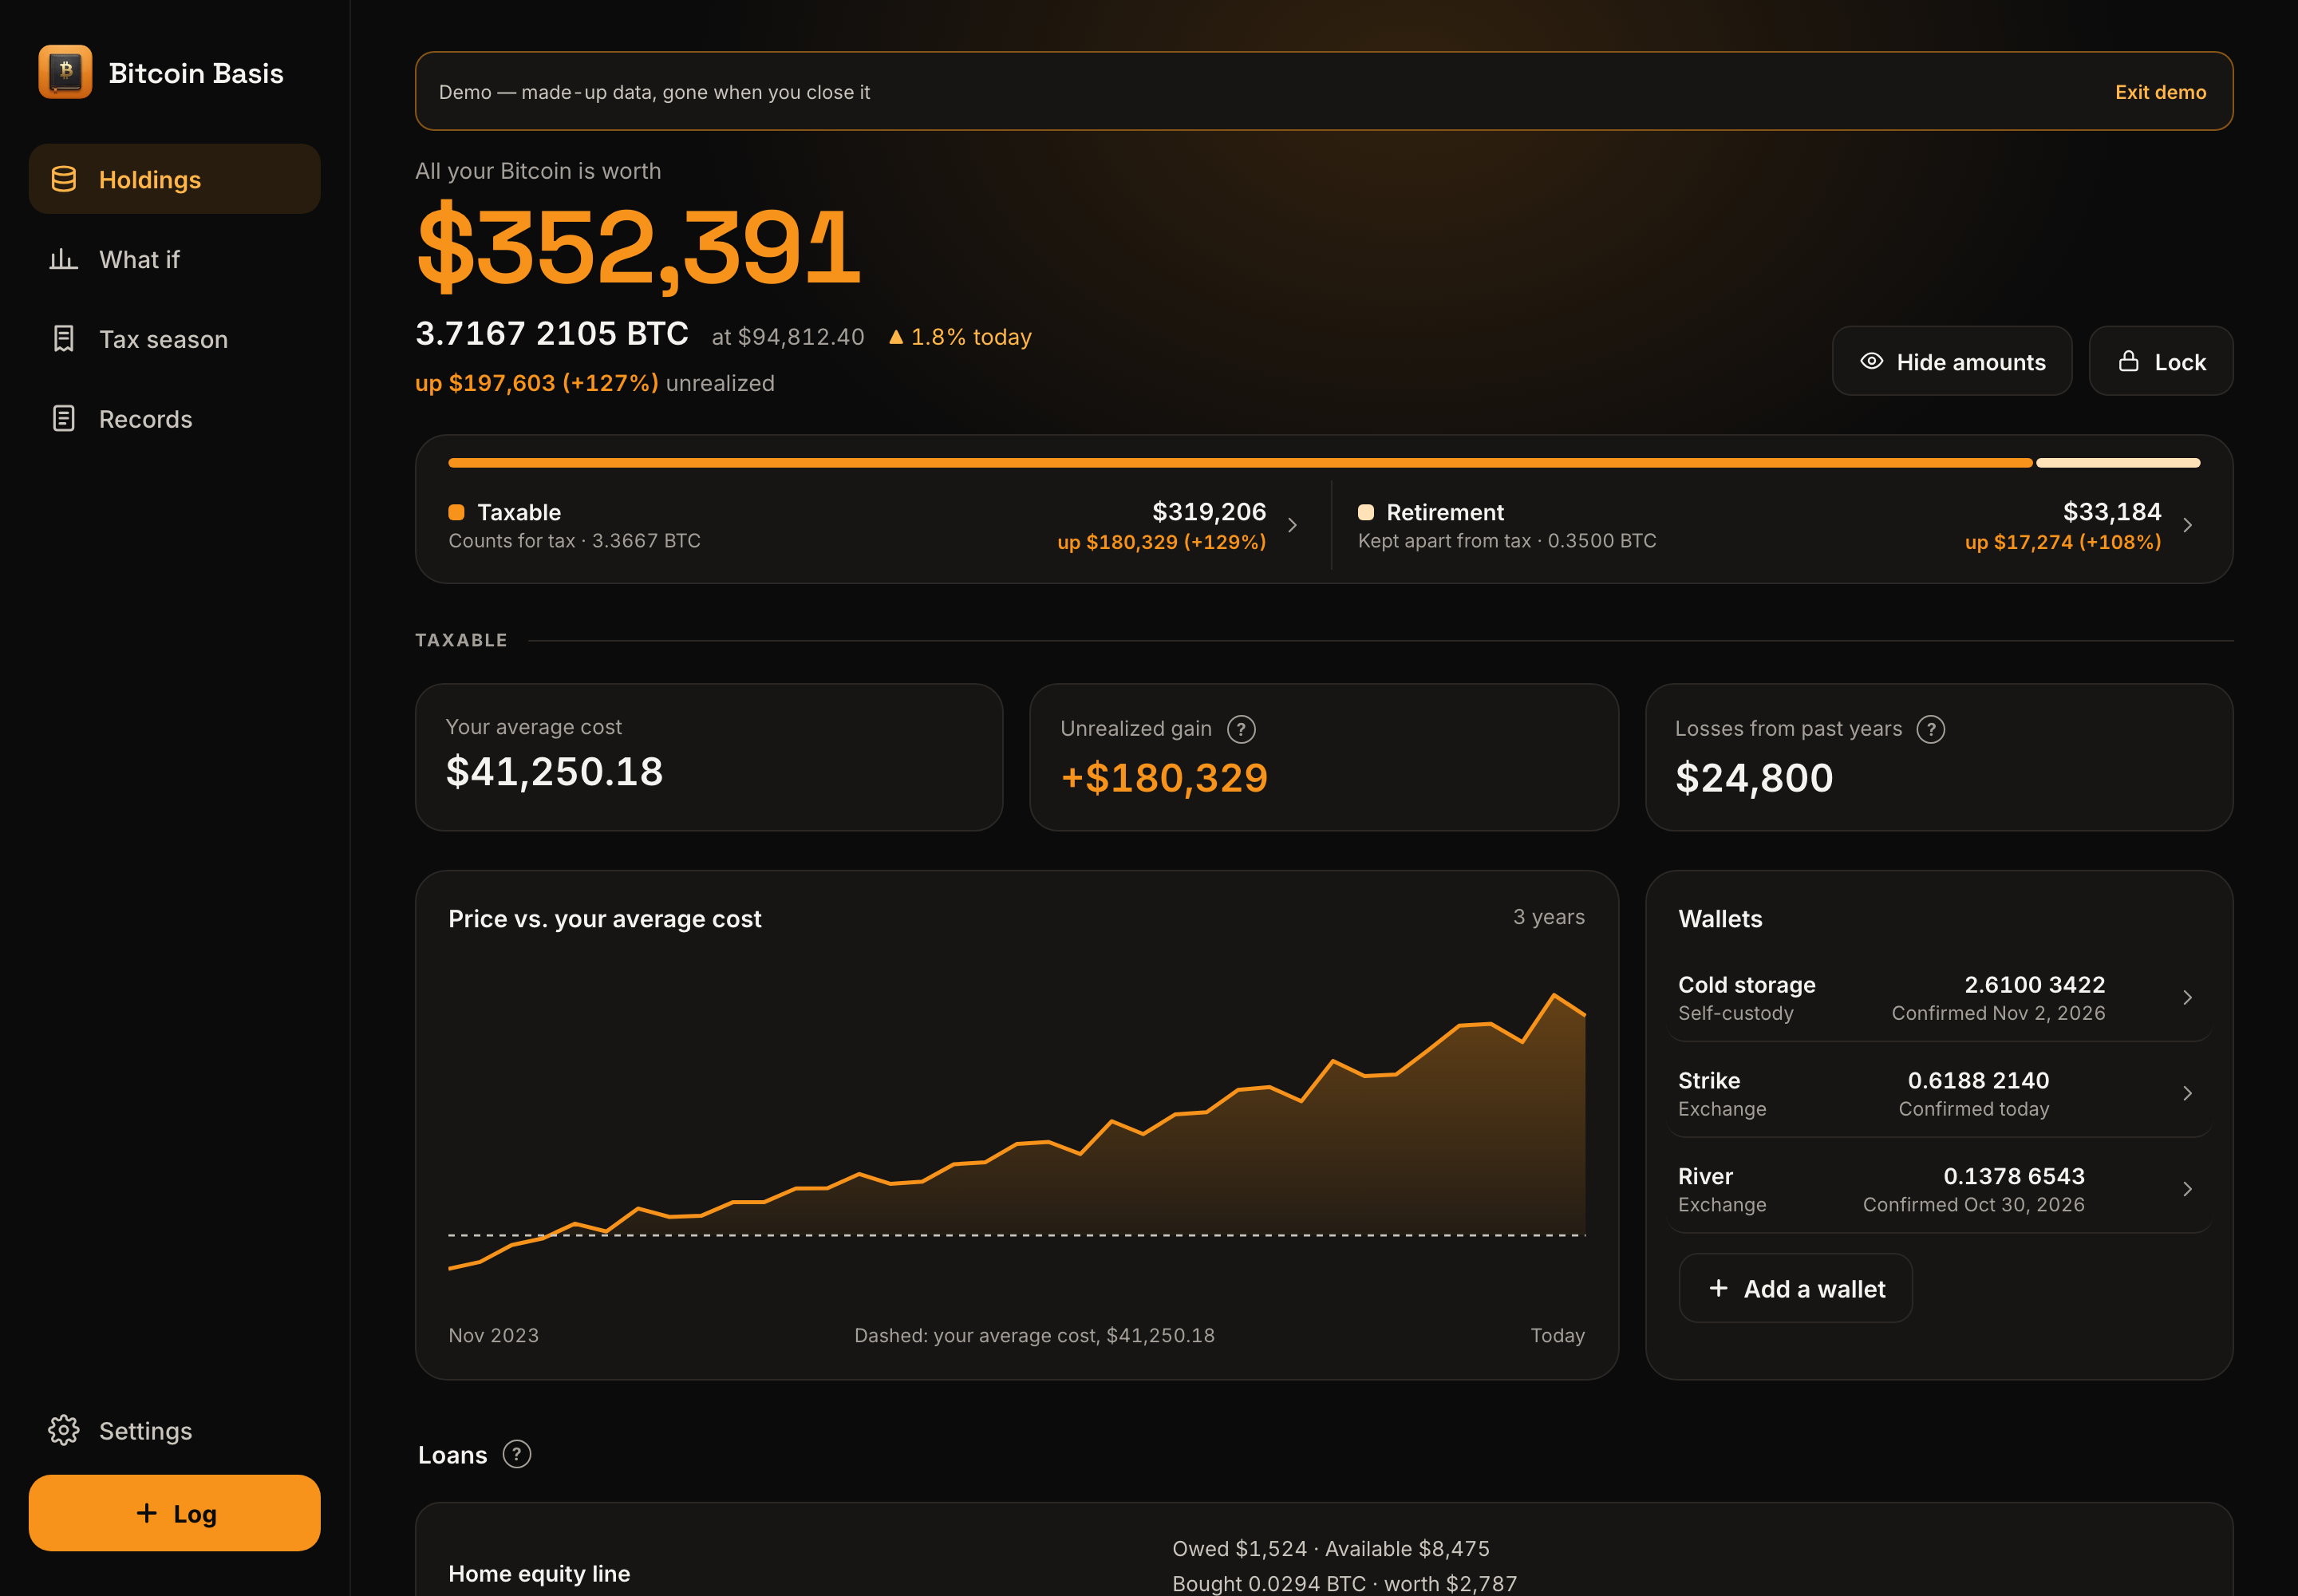 Bitcoin Basis
Holdings
What if
Tax season
Records
Settings
+ Log
Demo — made-up data, gone when you close it
Exit demo
All your Bitcoin is worth
$352,391
3.7167 2105 BTC at $94,812.40 ▲ 1.8% today
up $197,603 (+127%) unrealized
Hide amounts
Lock
Taxable
Counts for tax · 3.3667 BTC
$319,206
up $180,329 (+129%)
Retirement
Kept apart from tax · 0.3500 BTC
$33,184
up $17,274 (+108%)
TAXABLE
Your average cost
$41,250.18
Unrealized gain ?
+$180,329
Losses from past years ?
$24,800
Price vs. your average cost
3 years
Nov 2023
Dashed: your average cost, $41,250.18
Today
Wallets
Cold storage 2.6100 3422
Self-custody Confirmed Nov 2, 2026
Strike 0.6188 2140
Exchange Confirmed today
River 0.1378 6543
Exchange Confirmed Oct 30, 2026
+ Add a wallet
Loans ?
Home equity line
Owed $1,524 · Available $8,475
Bought 0.0294 BTC · worth $2,787